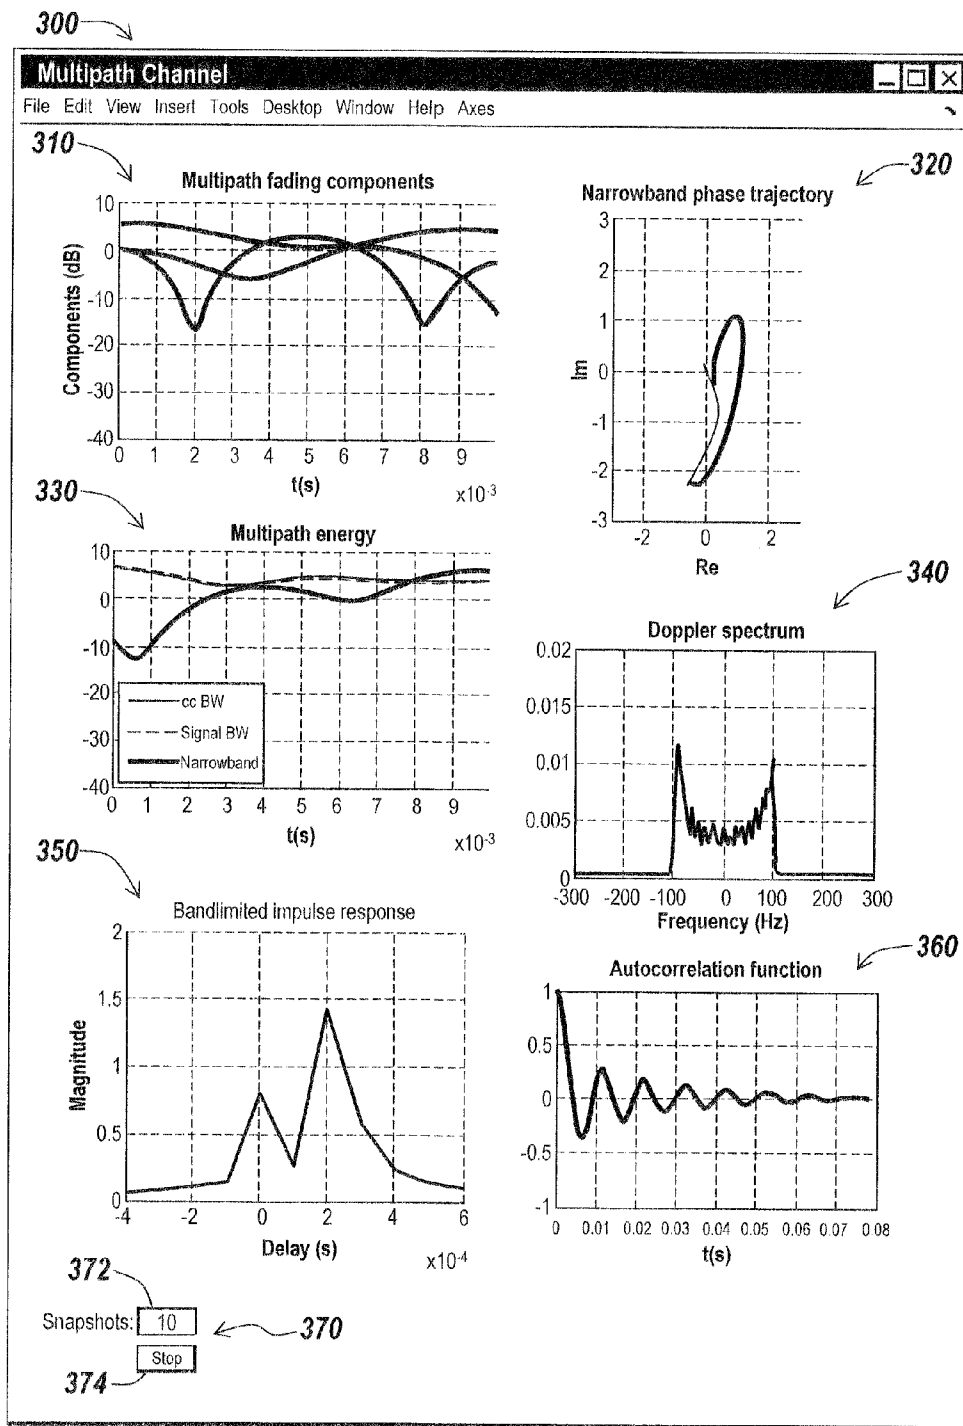 300
Multipath Channel
File Edit View Insert Tools Desktop Window Help Axes
310
Multipath fading components
Components (dB)
10
0
-10
-20
-30
-40
0 1 2 3 4 5 6 7 8 9
t(s)
x10-3
320
Narrowband phase trajectory
Im
3
2
1
0
-1
-2
-3
-2 0 2
Re
330
Multipath energy
10
0
-10
-20
-30
-40
cc BW
Signal BW
Narrowband
0 1 2 3 4 5 6 7 8 9
t(s)
x10-3
340
Doppler spectrum
0.02
0.015
0.01
0.005
0
-300 -200 -100 0 100 200 300
Frequency (Hz)
350
Bandlimited impulse response
Magnitude
2
1.5
1
0.5
0
-4 -2 0 2 4 6
Delay (s)
x10-4
360
Autocorrelation function
1
0.5
0
-0.5
-1
0 0.01 0.02 0.03 0.04 0.05 0.06 0.07 0.08
t(s)
372
Snapshots: 10
370
Stop
374